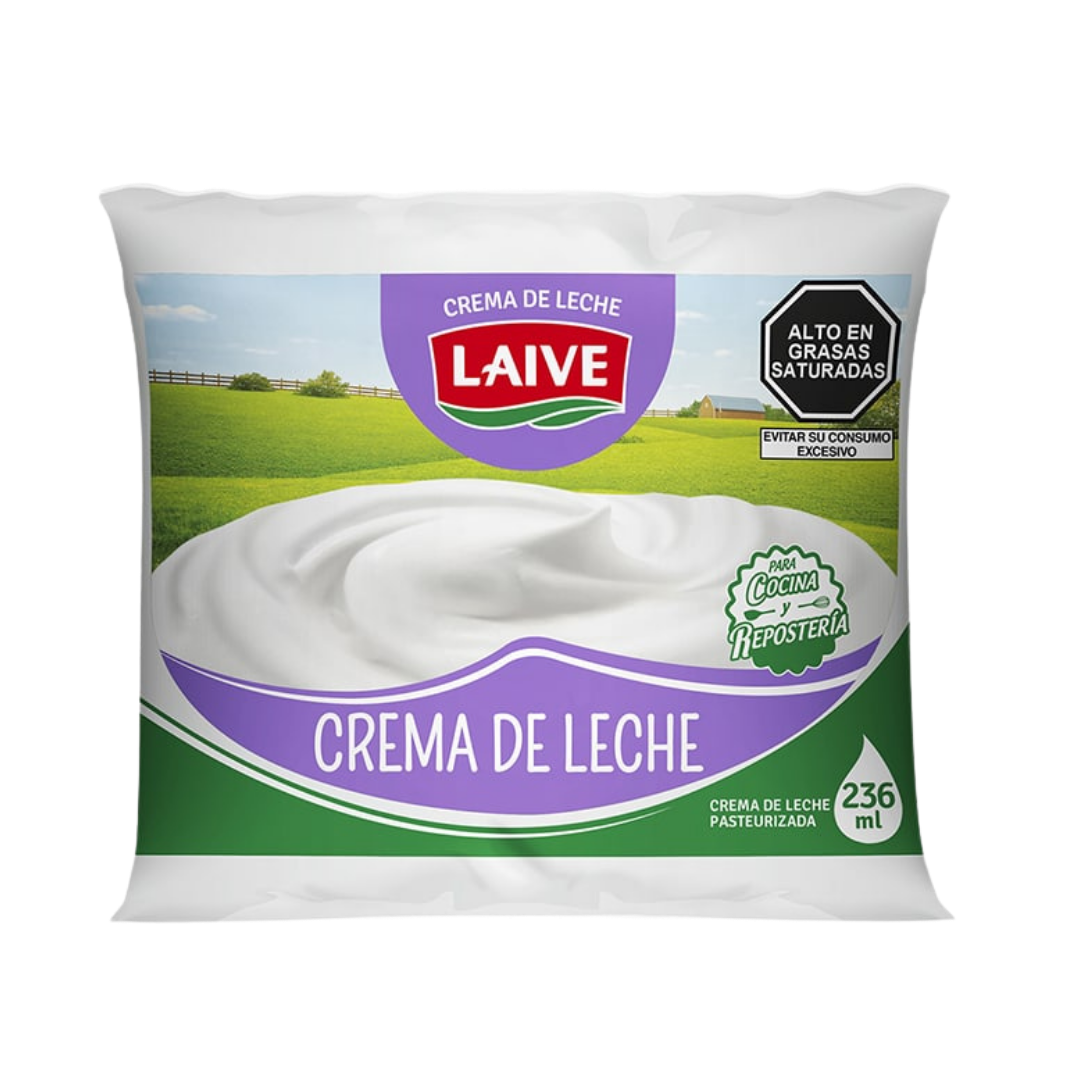 CREMA DE LECHE
LAIVE
ALTO EN
GRASAS
SATURADAS
EVITAR SU CONSUMO
EXCESIVO
PARA
COCINA
y
REPOSTERÍA
CREMA DE LECHE
CREMA DE LECHE
PASTEURIZADA
236
ml